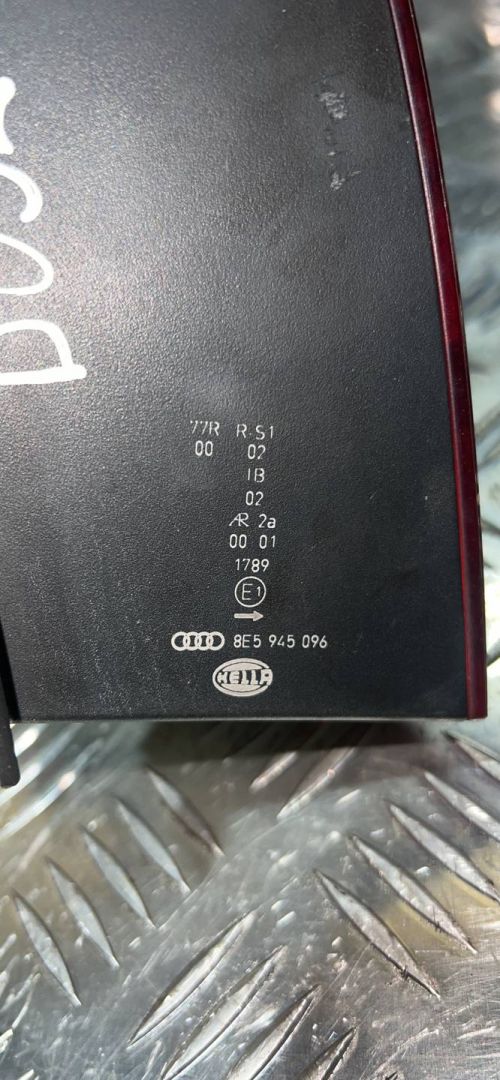 77R R-S1
00 02
IB
02
AR 2a
00 01
1789
E1
8E5 945 096
HELLA